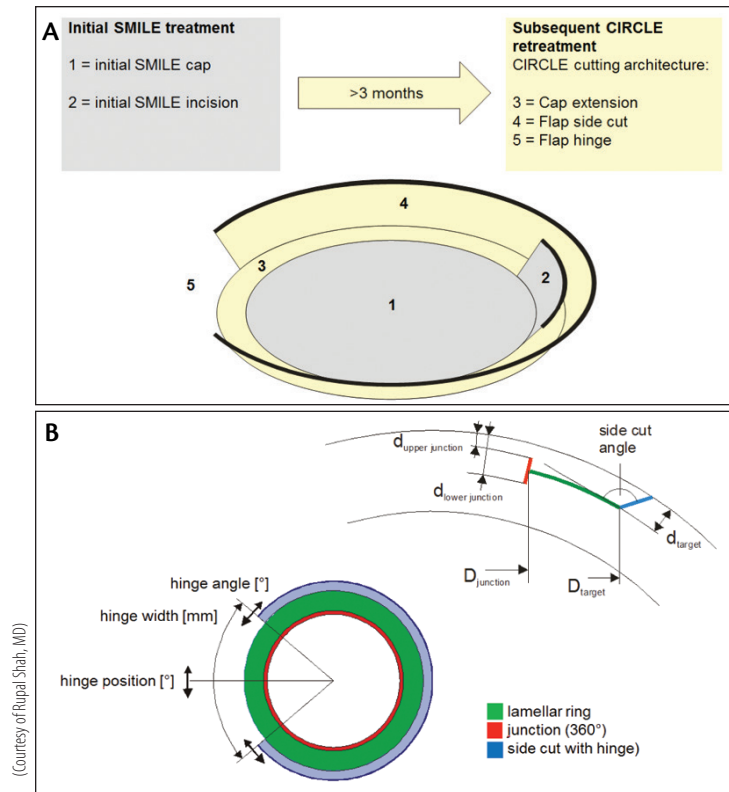 A
Initial SMILE treatment
1 = initial SMILE cap
2 = initial SMILE incision
>3 months
Subsequent CIRCLE
retreatment
CIRCLE cutting architecture:
3 = Cap extension
4 = Flap side cut
5 = Flap hinge
4
3
2
5
1
B
side cut
angle
d upper junction
d lower junction
d target
D junction
D target
hinge angle [°]
hinge width [mm]
hinge position [°]
lamellar ring
junction (360°)
side cut with hinge)
(Courtesy of Rupal Shah, MD)